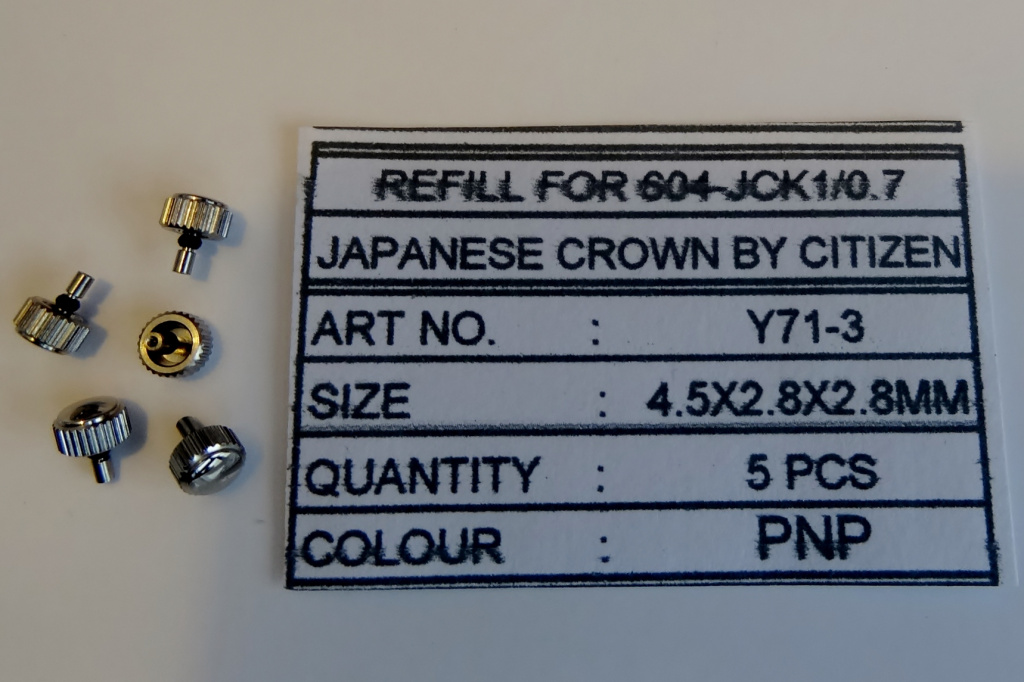 REFILL FOR 604-JCK1/0.7
JAPANESE CROWN BY CITIZEN
ART NO. : Y71-3
SIZE : 4.5X2.8X2.8MM
QUANTITY : 5 PCS
COLOUR : PNP